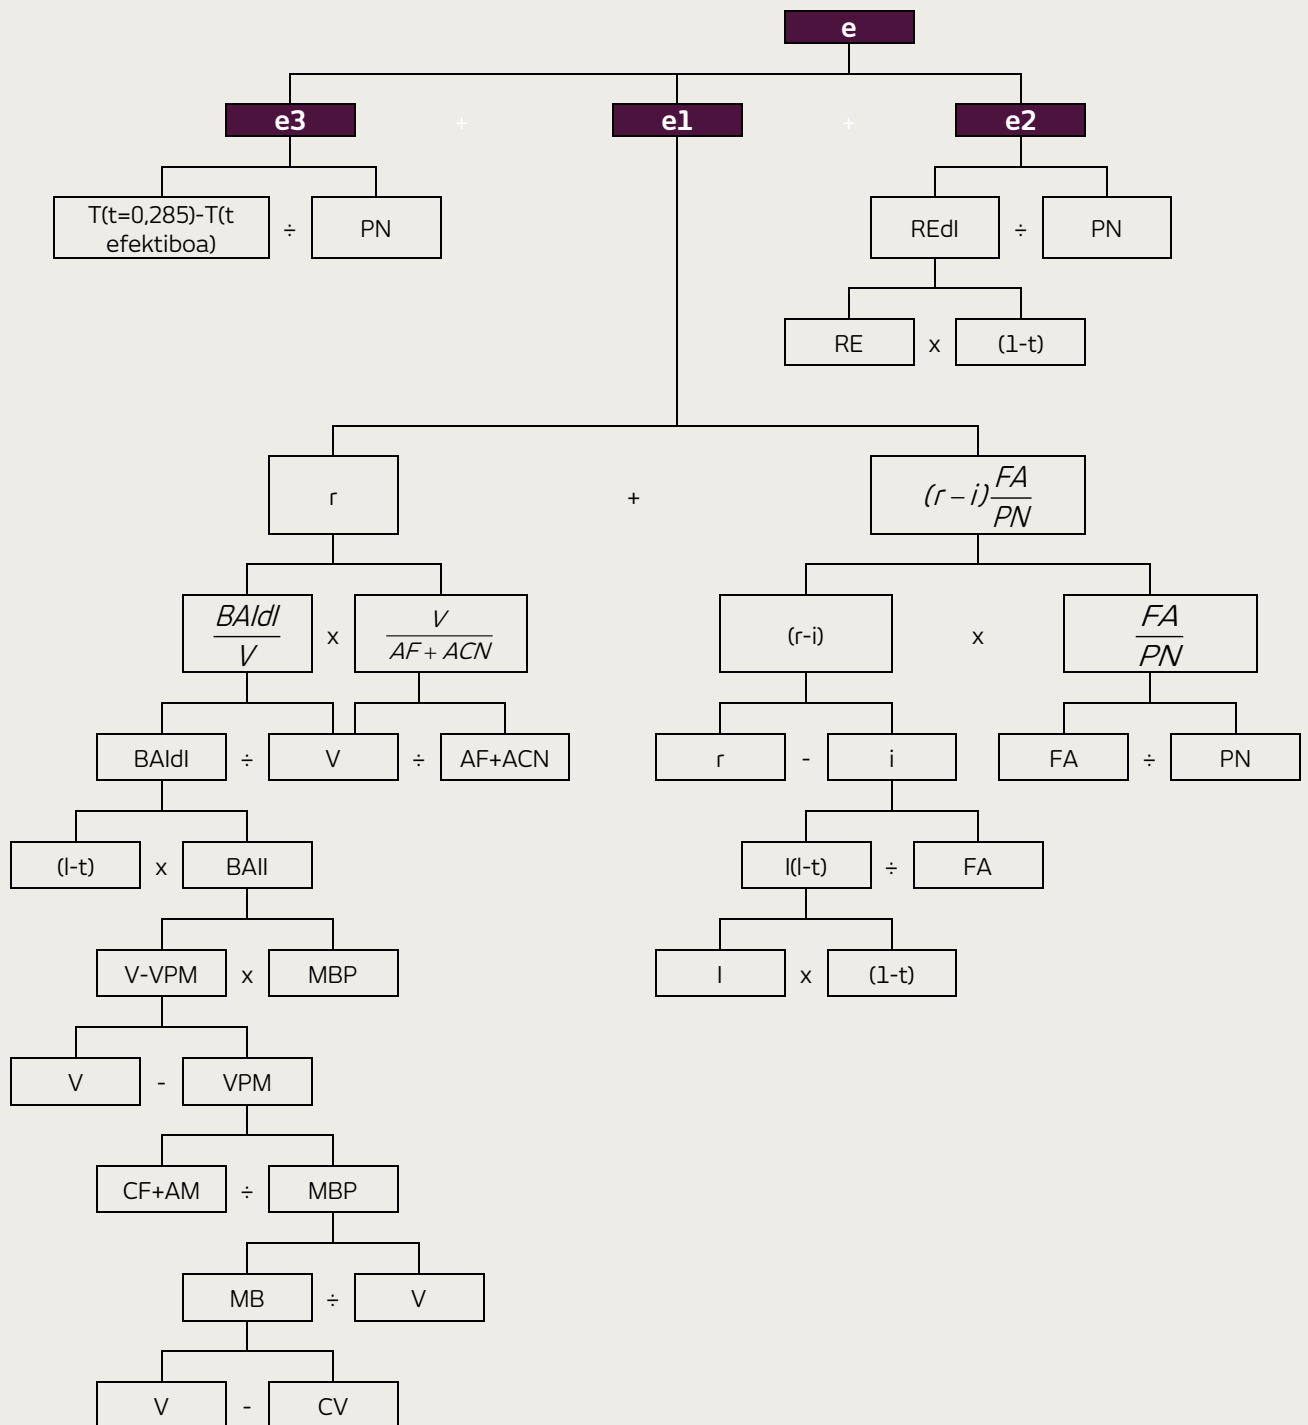 e
e3 + e1 + e2
T(t=0,285)-T(t
efektiboa) ÷ PN REdI ÷ PN
RE x (1-t)
r + (r – i) FA
PN
BAIdI
V x V
AF + ACN (r-i) x FA
PN
BAIdI ÷ V ÷ AF+ACN r - i FA ÷ PN
(l-t) x BAII I(l-t) ÷ FA
V-VPM x MBP I x (1-t)
V - VPM
CF+AM ÷ MBP
MB ÷ V
V - CV